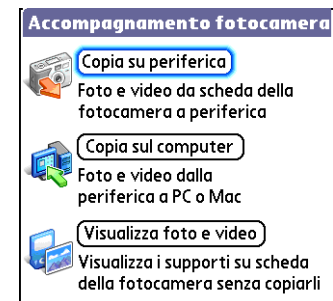 Accompagnamento fotocamera
Copia su periferica
Foto e video da scheda della
fotocamera a periferica
Copia sul computer
Foto e video dalla
periferica a PC o Mac
Visualizza foto e video
Visualizza i supporti su scheda
della fotocamera senza copiarli